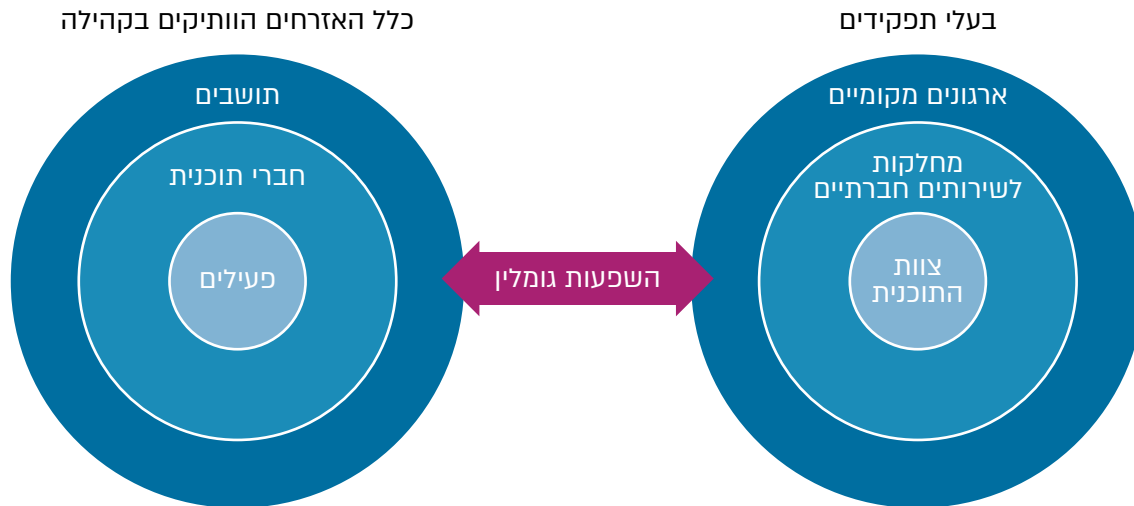 בעלי תפקידים
ארגונים מקומיים
מחלקות
לשירותים חברתיים
צוות
התוכנית
השפעות גומלין
כלל האזרחים הוותיקים בקהילה
תושבים
חברי תוכנית
פעילים